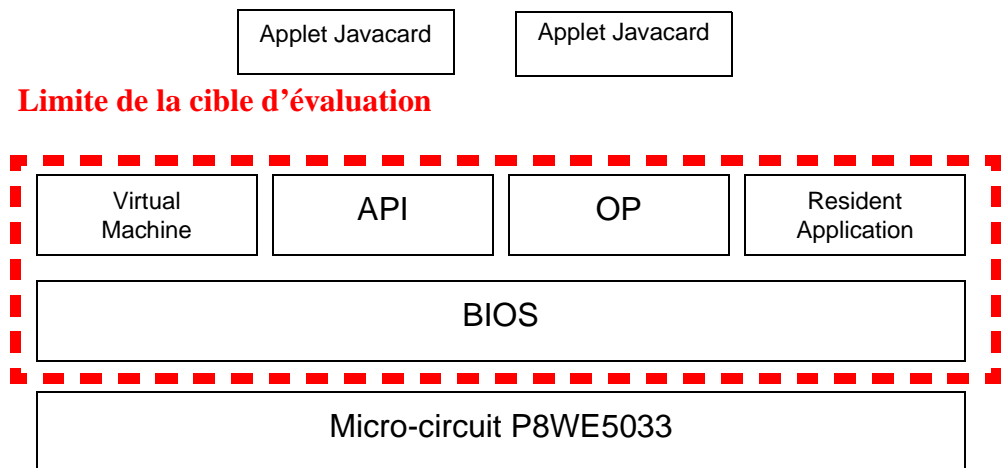 Applet Javacard
Applet Javacard
Limite de la cible d’évaluation
Virtual
Machine
API
OP
Resident
Application
BIOS
Micro-circuit P8WE5033